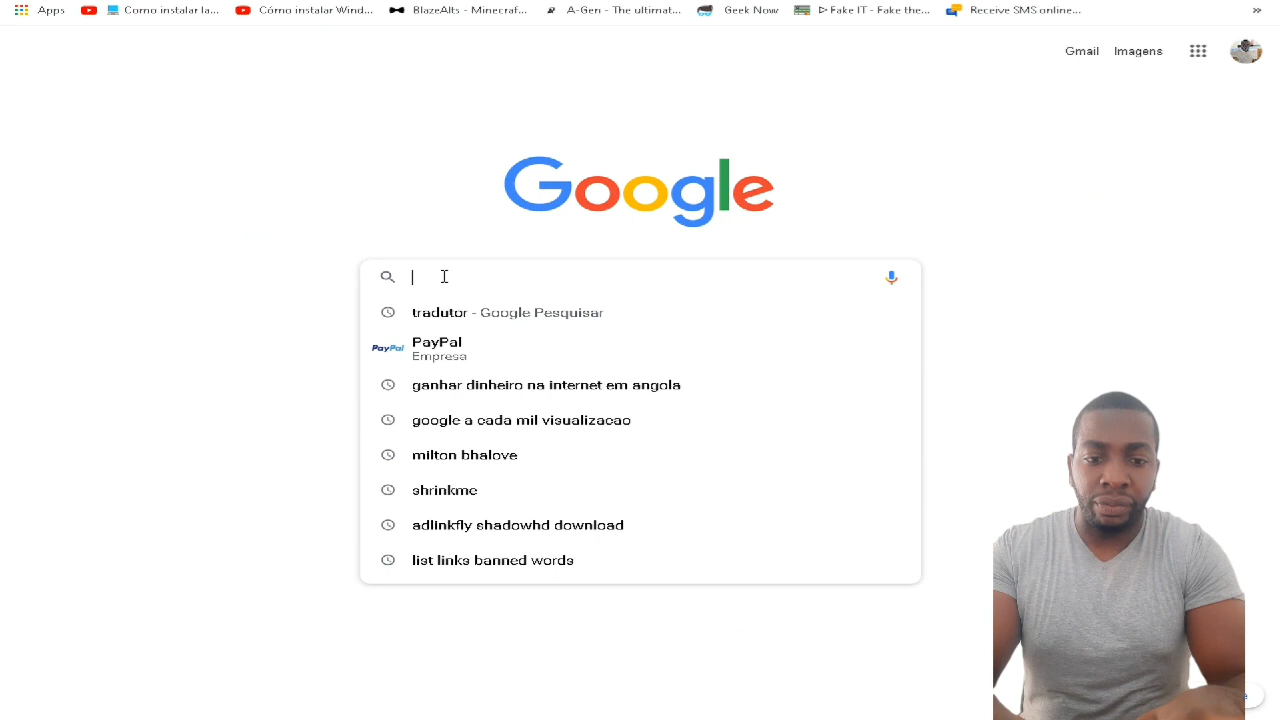 Apps Como instalar la... Cómo instalar Wind... BlazeAlts - Minecraf... A-Gen - The ultimat... Geek Now ᐅ Fake IT - Fake the... Receive SMS online... »
Gmail Imagens
Google
tradutor - Google Pesquisar
PayPal
PayPal
Empresa
ganhar dinheiro na internet em angola
google a cada mil visualizacao
milton bhalove
shrinkme
adlinkfly shadowhd download
list links banned words